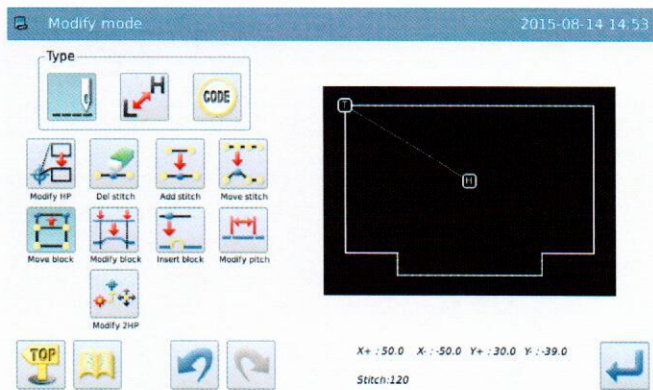 Modify mode 2015-08-14 14:53
Type
L H CODE
Modify HP Del stitch Add stitch Move stitch
Move block Modify block Insert block Modify pitch
Modify 2HP
T
H
TOP
X+ : 50.0 X- : -50.0 Y+ : 30.0 Y- : -39.0
Stitch:120